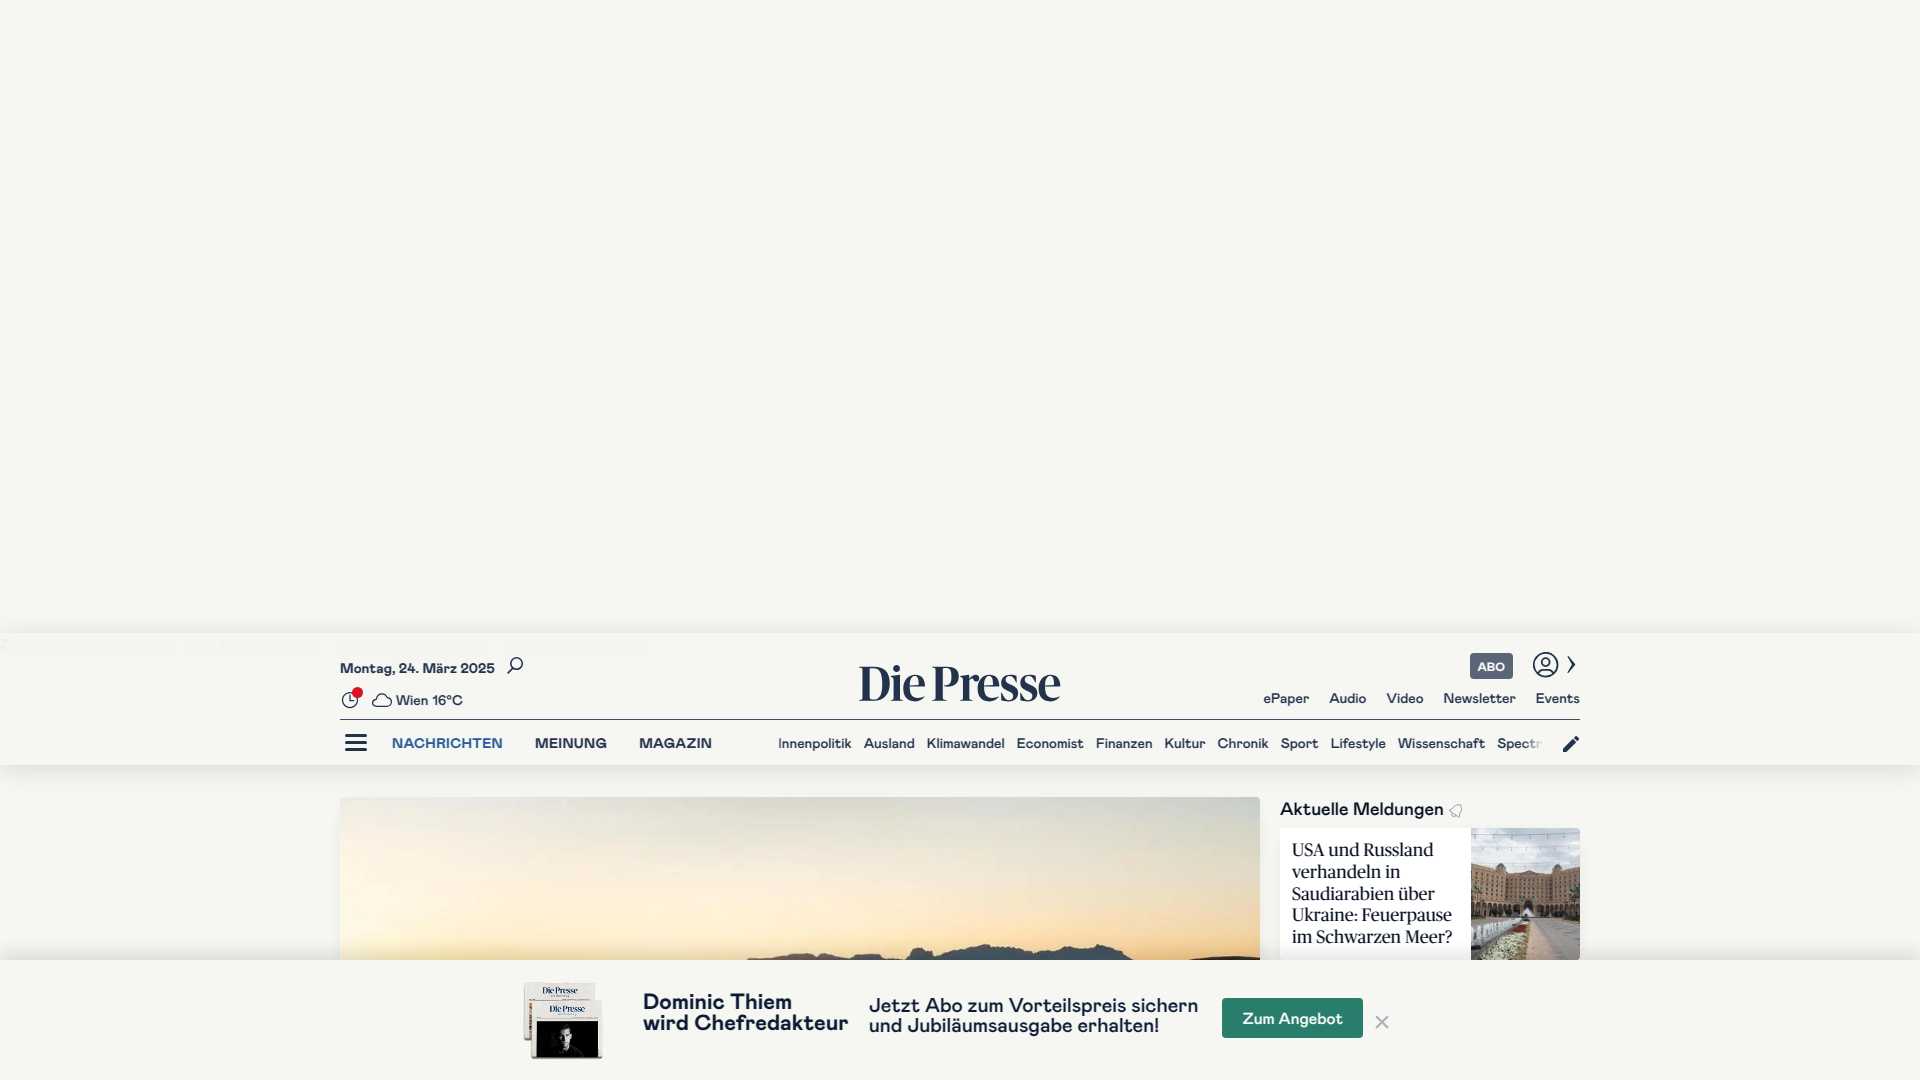 Montag, 24. März 2025
Wien 16°C
Die Presse
ABO
ePaper Audio Video Newsletter Events
NACHRICHTEN MEINUNG MAGAZIN
Innenpolitik Ausland Klimawandel Economist Finanzen Kultur Chronik Sport Lifestyle Wissenschaft
Aktuelle Meldungen
USA und Russland
verhandeln in
Saudiarabien über
Ukraine: Feuerpause
im Schwarzen Meer?
Die Presse
Die Presse
Dominic Thiem
wird Chefredakteur
Jetzt Abo zum Vorteilspreis sichern
und Jubiläumsausgabe erhalten!
Zum Angebot